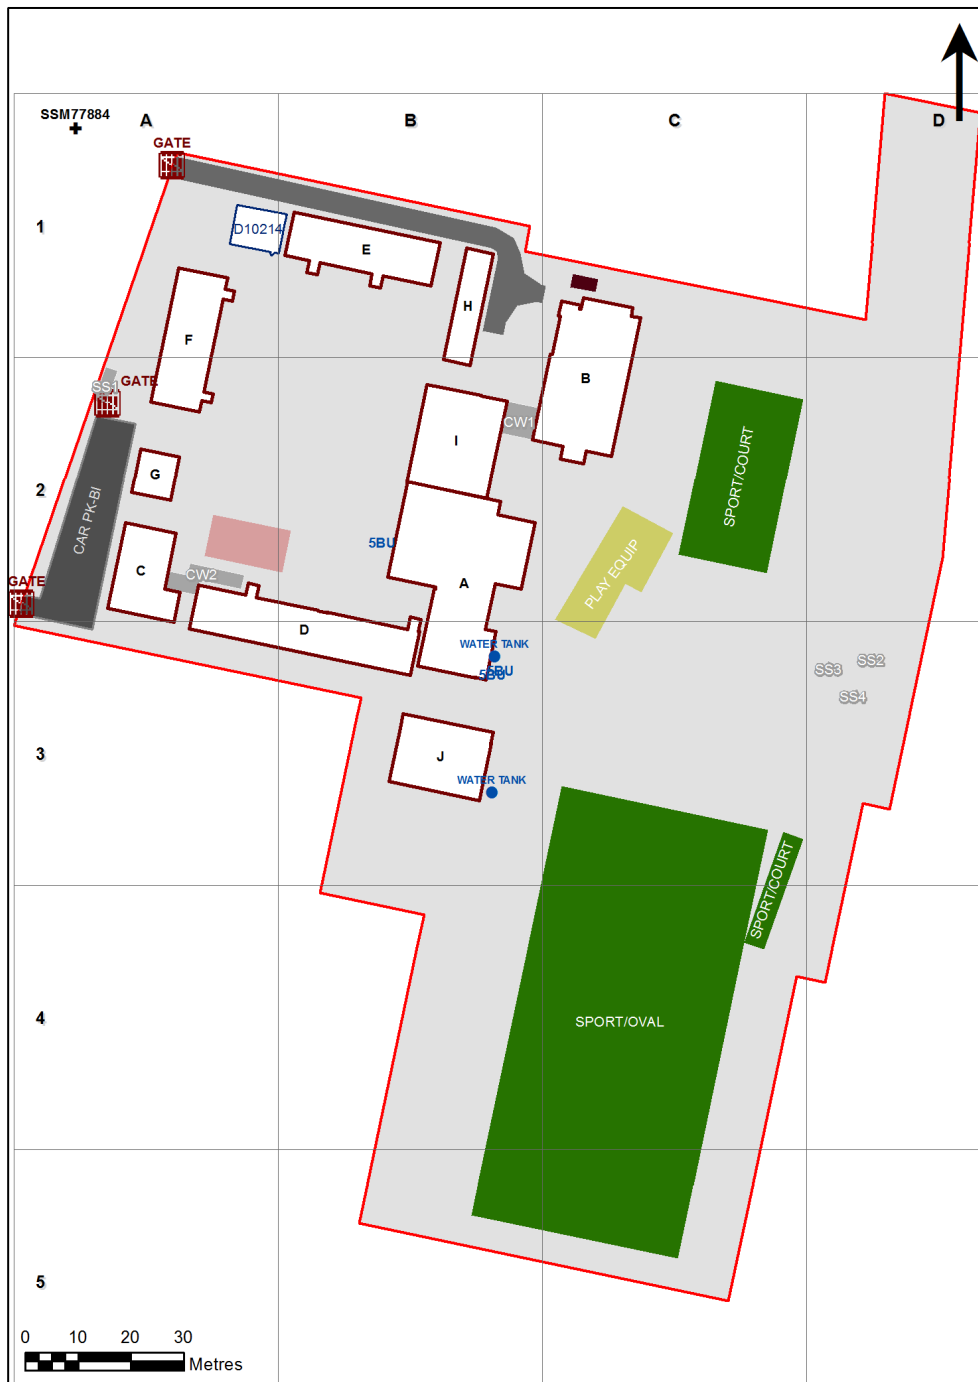 SSM77884
A
B
C
D
GATE
1
D10214
E
H
F
B
SS1
GATE
CW1
I
SPORT/COURT
2
G
CAR PK-BI
5BU
PLAY EQUIP
C
CW2
GATE
A
D
WATER TANK
5BU
5BU
SS2
SS3
SS4
3
J
WATER TANK
SPORT/COURT
4
SPORT/OVAL
5
0 10 20 30
Metres